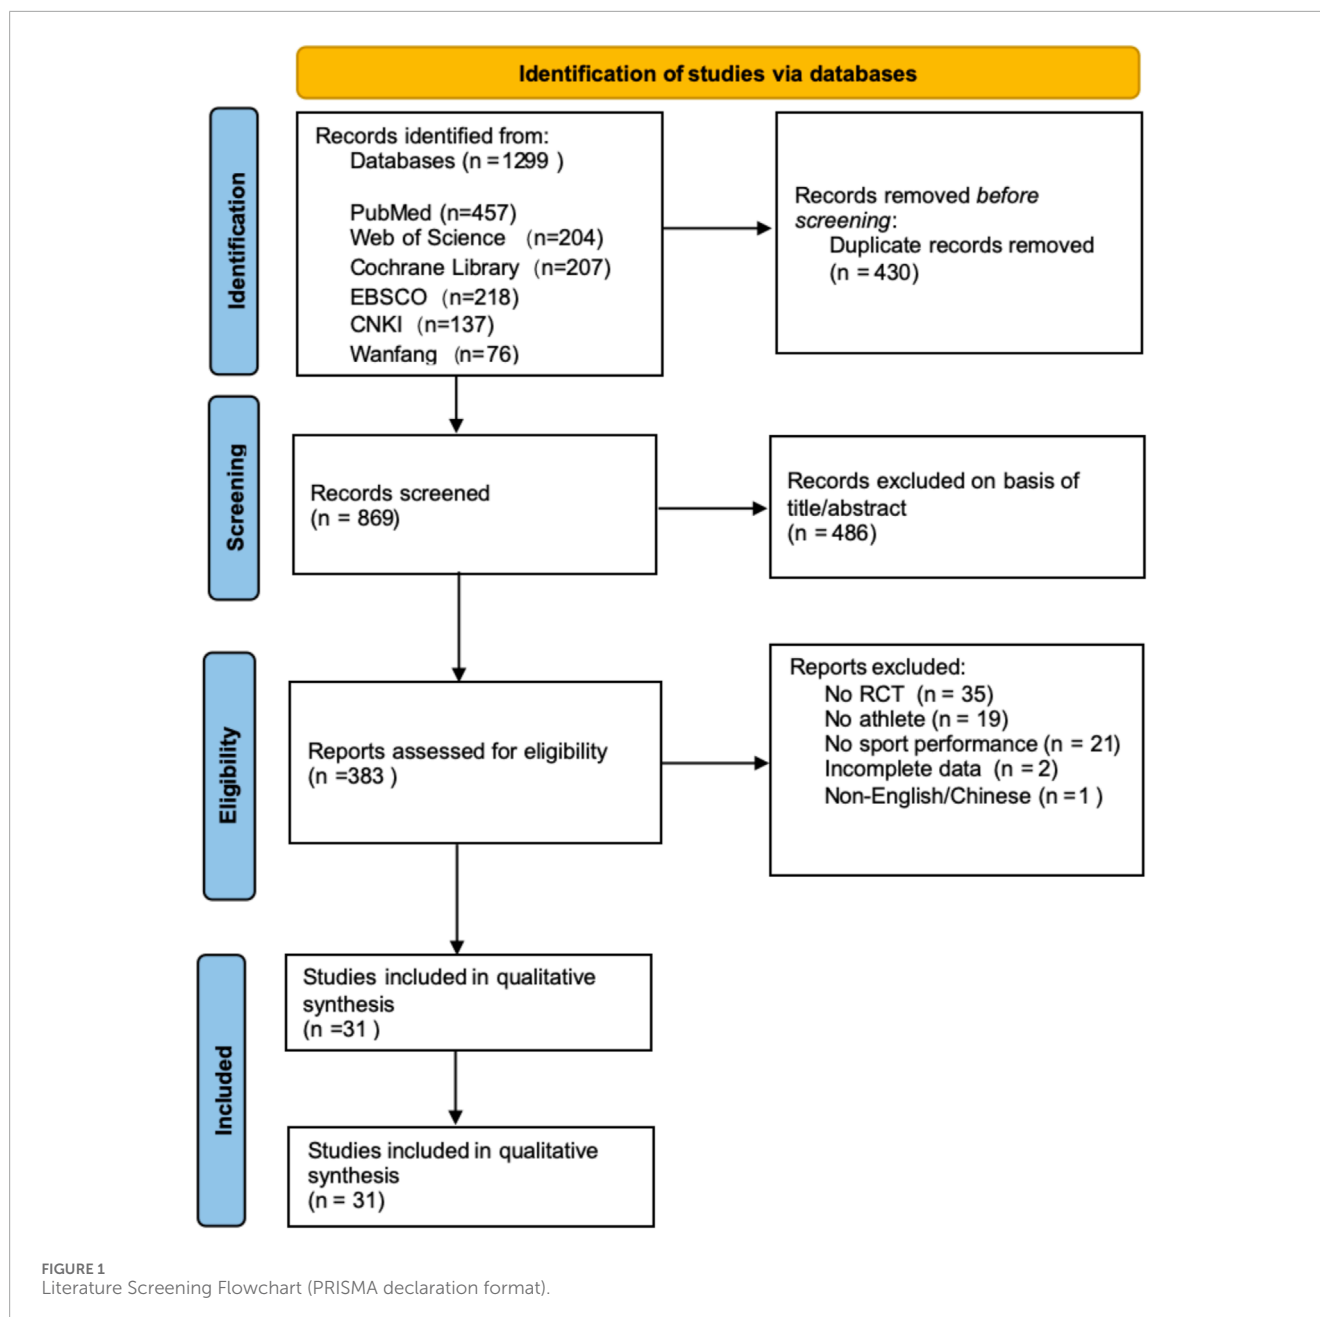 Identification of studies via databases
Identification
Records identified from:
Databases (n =1299 )
PubMed (n=457)
Web of Science (n=204)
Cochrane Library (n=207)
EBSCO (n=218)
CNKI (n=137)
Wanfang (n=76)
Records removed before
screening:
Duplicate records removed
(n = 430)
Screening
Records screened
(n = 869)
Records excluded on basis of
title/abstract
(n = 486)
Eligibility
Reports assessed for eligibility
(n =383 )
Reports excluded:
No RCT (n = 35)
No athlete (n = 19)
No sport performance (n = 21)
Incomplete data (n = 2)
Non-English/Chinese (n =1 )
Included
Studies included in qualitative
synthesis
(n =31 )
Studies included in qualitative
synthesis
(n = 31)
FIGURE 1
Literature Screening Flowchart (PRISMA declaration format).